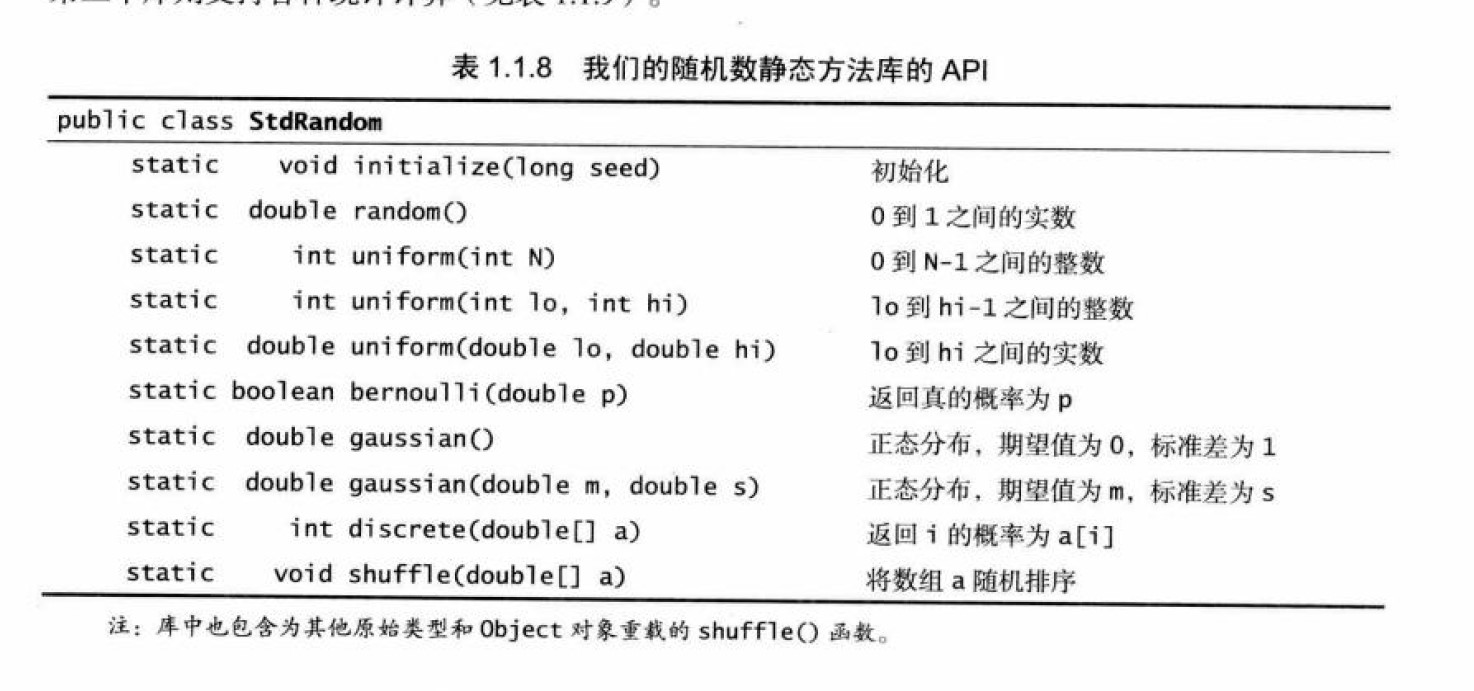 表 1.1.8 我们的随机数静态方法库的 API
public class StdRandom
static void initialize(long seed) 初始化
static double random() 0 到 1 之间的实数
static int uniform(int N) 0 到 N-1 之间的整数
static int uniform(int lo, int hi) lo 到 hi-1 之间的整数
static double uniform(double lo, double hi) lo 到 hi 之间的实数
static boolean bernoulli(double p) 返回真的概率为 p
static double gaussian() 正态分布，期望值为 0，标准差为 1
static double gaussian(double m, double s) 正态分布，期望值为 m，标准差为 s
static int discrete(double[] a) 返回 i 的概率为 a[i]
static void shuffle(double[] a) 将数组 a 随机排序
注：库中也包含为其他原始类型和 Object 对象重载的 shuffle() 函数。